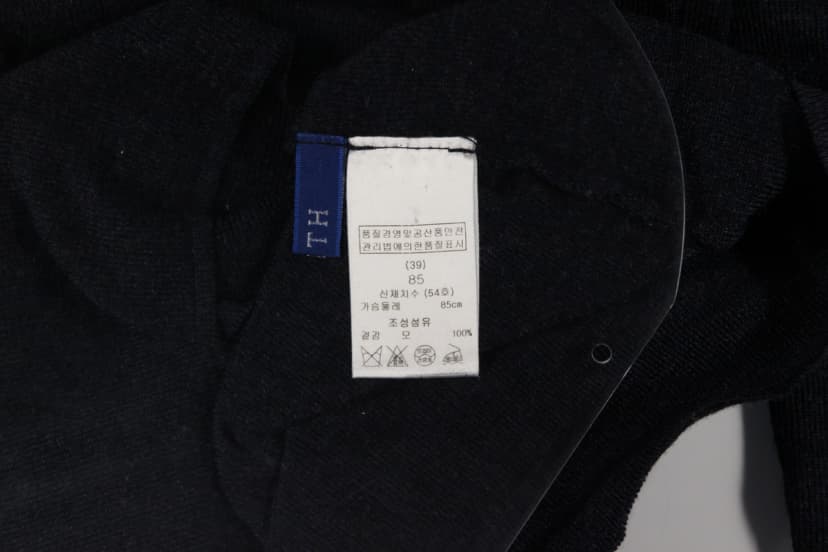 TH
품질경영및공산품안전
관리법에의한품질표시
(39)
85
신체치수 (54호)
가슴둘레 85cm
조성섬유
겉감 모 100%